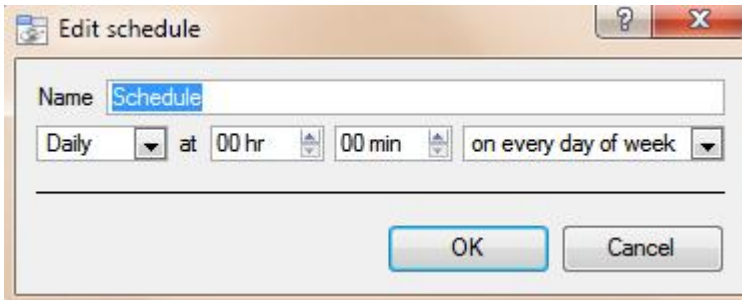 Edit schedule
Name Schedule
Daily at 00 hr 00 min on every day of week
OK Cancel